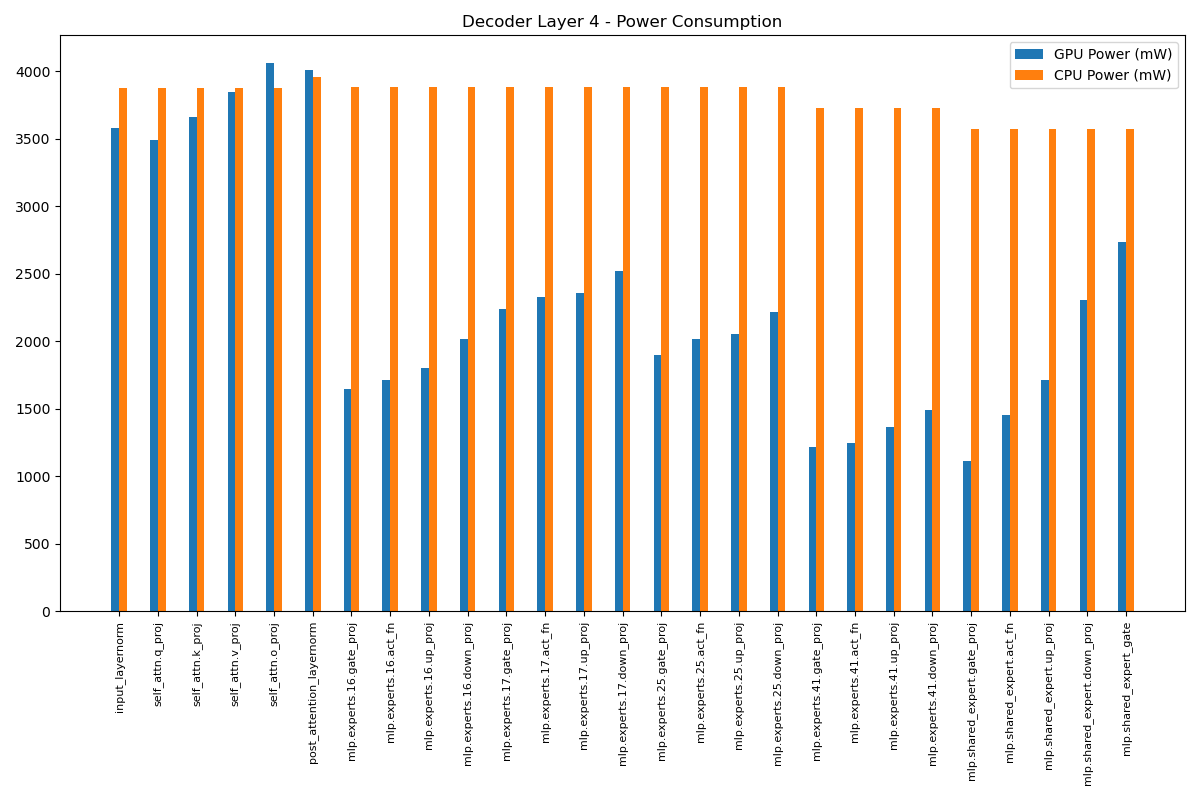 Decoder Layer 4 - Power Consumption
GPU Power (mW)
CPU Power (mW)
4000
3500
3000
2500
2000
1500
1000
500
0
input_layernorm
self_attn.q_proj
self_attn.k_proj
self_attn.v_proj
self_attn.o_proj
post_attention_layernorm
mlp.experts.16.gate_proj
mlp.experts.16.act_fn
mlp.experts.16.up_proj
mlp.experts.16.down_proj
mlp.experts.17.gate_proj
mlp.experts.17.act_fn
mlp.experts.17.up_proj
mlp.experts.17.down_proj
mlp.experts.25.gate_proj
mlp.experts.25.act_fn
mlp.experts.25.up_proj
mlp.experts.25.down_proj
mlp.experts.41.gate_proj
mlp.experts.41.act_fn
mlp.experts.41.up_proj
mlp.experts.41.down_proj
mlp.shared_expert.gate_proj
mlp.shared_expert.act_fn
mlp.shared_expert.up_proj
mlp.shared_expert.down_proj
mlp.shared_expert_gate